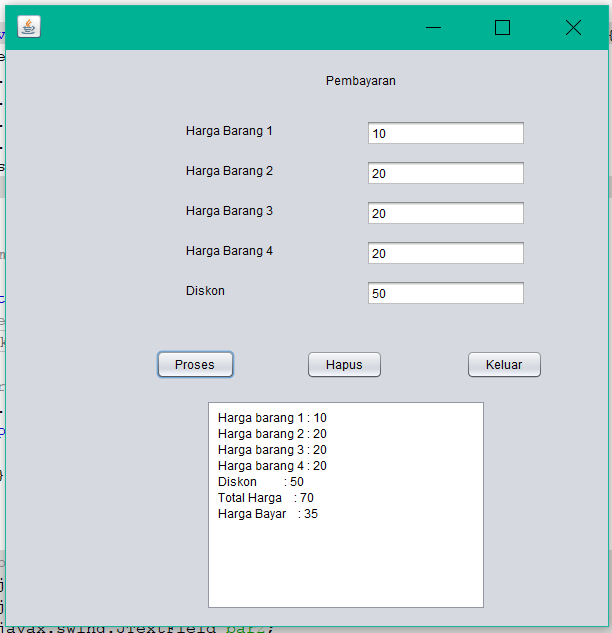 Pembayaran
Harga Barang 1 10
Harga Barang 2 20
Harga Barang 3 20
Harga Barang 4 20
Diskon 50
Proses Hapus Keluar
Harga barang 1 : 10
Harga barang 2 : 20
Harga barang 3 : 20
Harga barang 4 : 20
Diskon : 50
Total Harga : 70
Harga Bayar : 35
javax.swing.JTextField bar2;